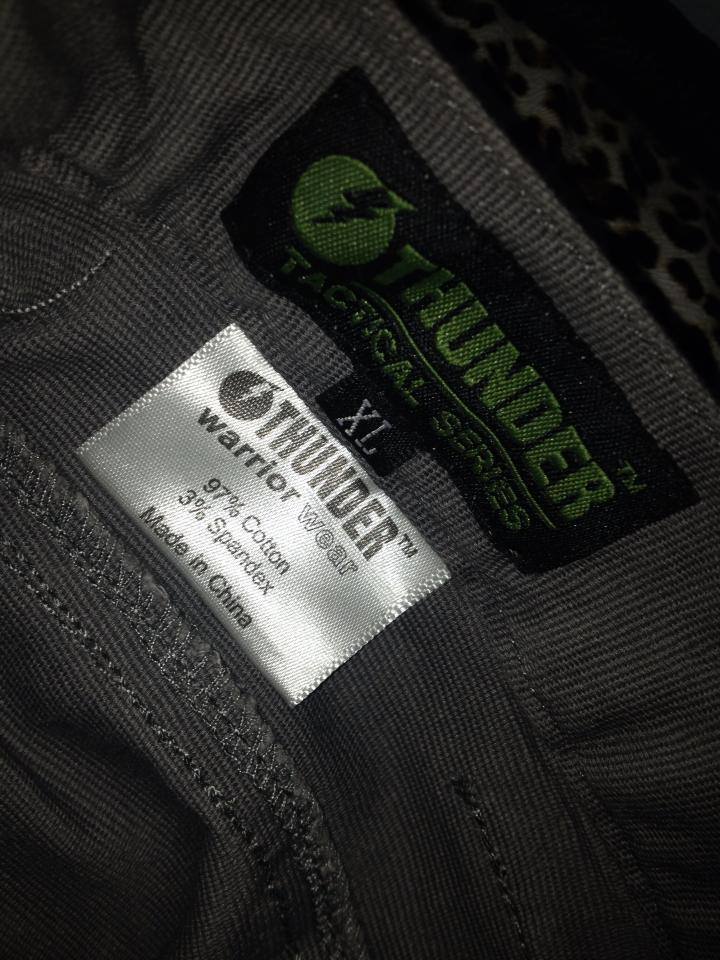 THUNDER™
TACTICAL SERIES
XL
THUNDER™
warrior wear
97% Cotton
3% Spandex
Made in China